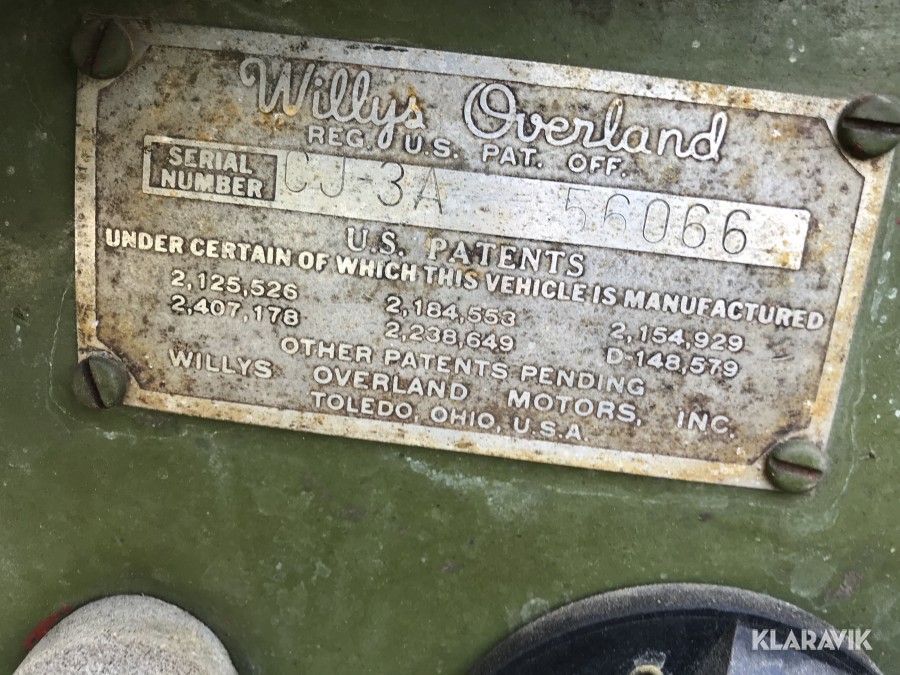 Willys Overland
REG. U.S. PAT. OFF.
SERIAL
NUMBER
CJ-3A 56066
U.S. PATENTS
UNDER CERTAIN OF WHICH THIS VEHICLE IS MANUFACTURED
2,125,526 2,184,553 2,154,929
2,407,178 2,238,649 D-148,579
OTHER PATENTS PENDING
WILLYS OVERLAND MOTORS, INC.
TOLEDO, OHIO, U.S.A.
KLARAVIK